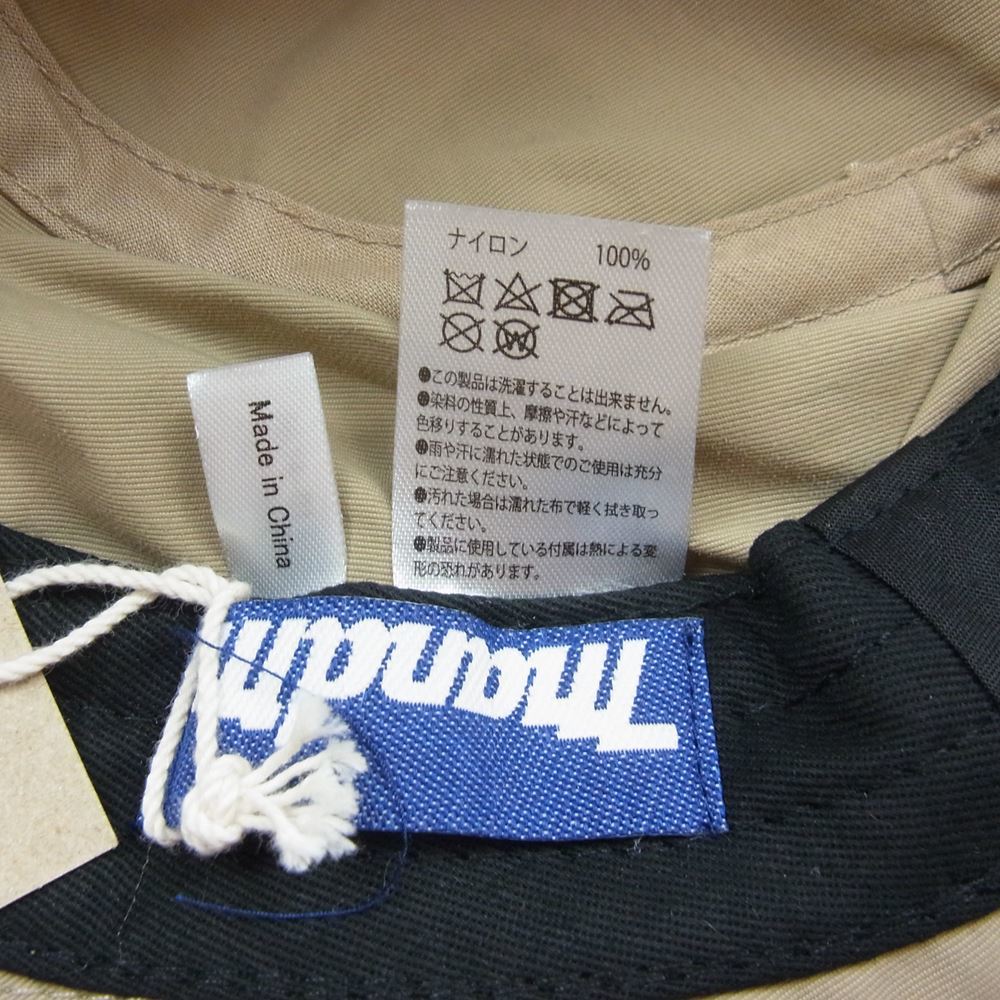 ナイロン 100%
●この製品は洗濯することは出来ません。
●染料の性質上、摩擦や汗などによって
色移りすることがあります。
●雨や汗に濡れた状態でのご使用は充分
にご注意ください。
●汚れた場合は濡れた布で軽く拭き取っ
てください。
●製品に使用している付属は熱による変
形の恐れがあります。
Made in China